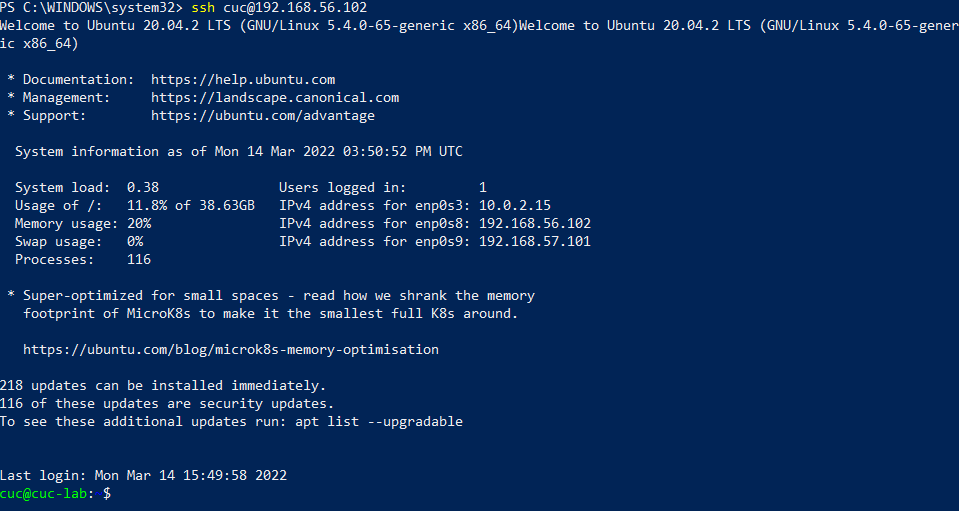 PS C:\WINDOWS\system32> ssh cuc@192.168.56.102
Welcome to Ubuntu 20.04.2 LTS (GNU/Linux 5.4.0-65-generic x86_64)Welcome to Ubuntu 20.04.2 LTS (GNU/Linux 5.4.0-65-gener
ic x86_64)
* Documentation:  https://help.ubuntu.com
* Management:     https://landscape.canonical.com
* Support:        https://ubuntu.com/advantage
System information as of Mon 14 Mar 2022 03:50:52 PM UTC
System load:  0.38               Users logged in:         1
Usage of /:   11.8% of 38.63GB   IPv4 address for enp0s3: 10.0.2.15
Memory usage: 20%                IPv4 address for enp0s8: 192.168.56.102
Swap usage:   0%                 IPv4 address for enp0s9: 192.168.57.101
Processes:    116
* Super-optimized for small spaces - read how we shrank the memory
footprint of MicroK8s to make it the smallest full K8s around.
https://ubuntu.com/blog/microk8s-memory-optimisation
218 updates can be installed immediately.
116 of these updates are security updates.
To see these additional updates run: apt list --upgradable
Last login: Mon Mar 14 15:49:58 2022
cuc@cuc-lab: $